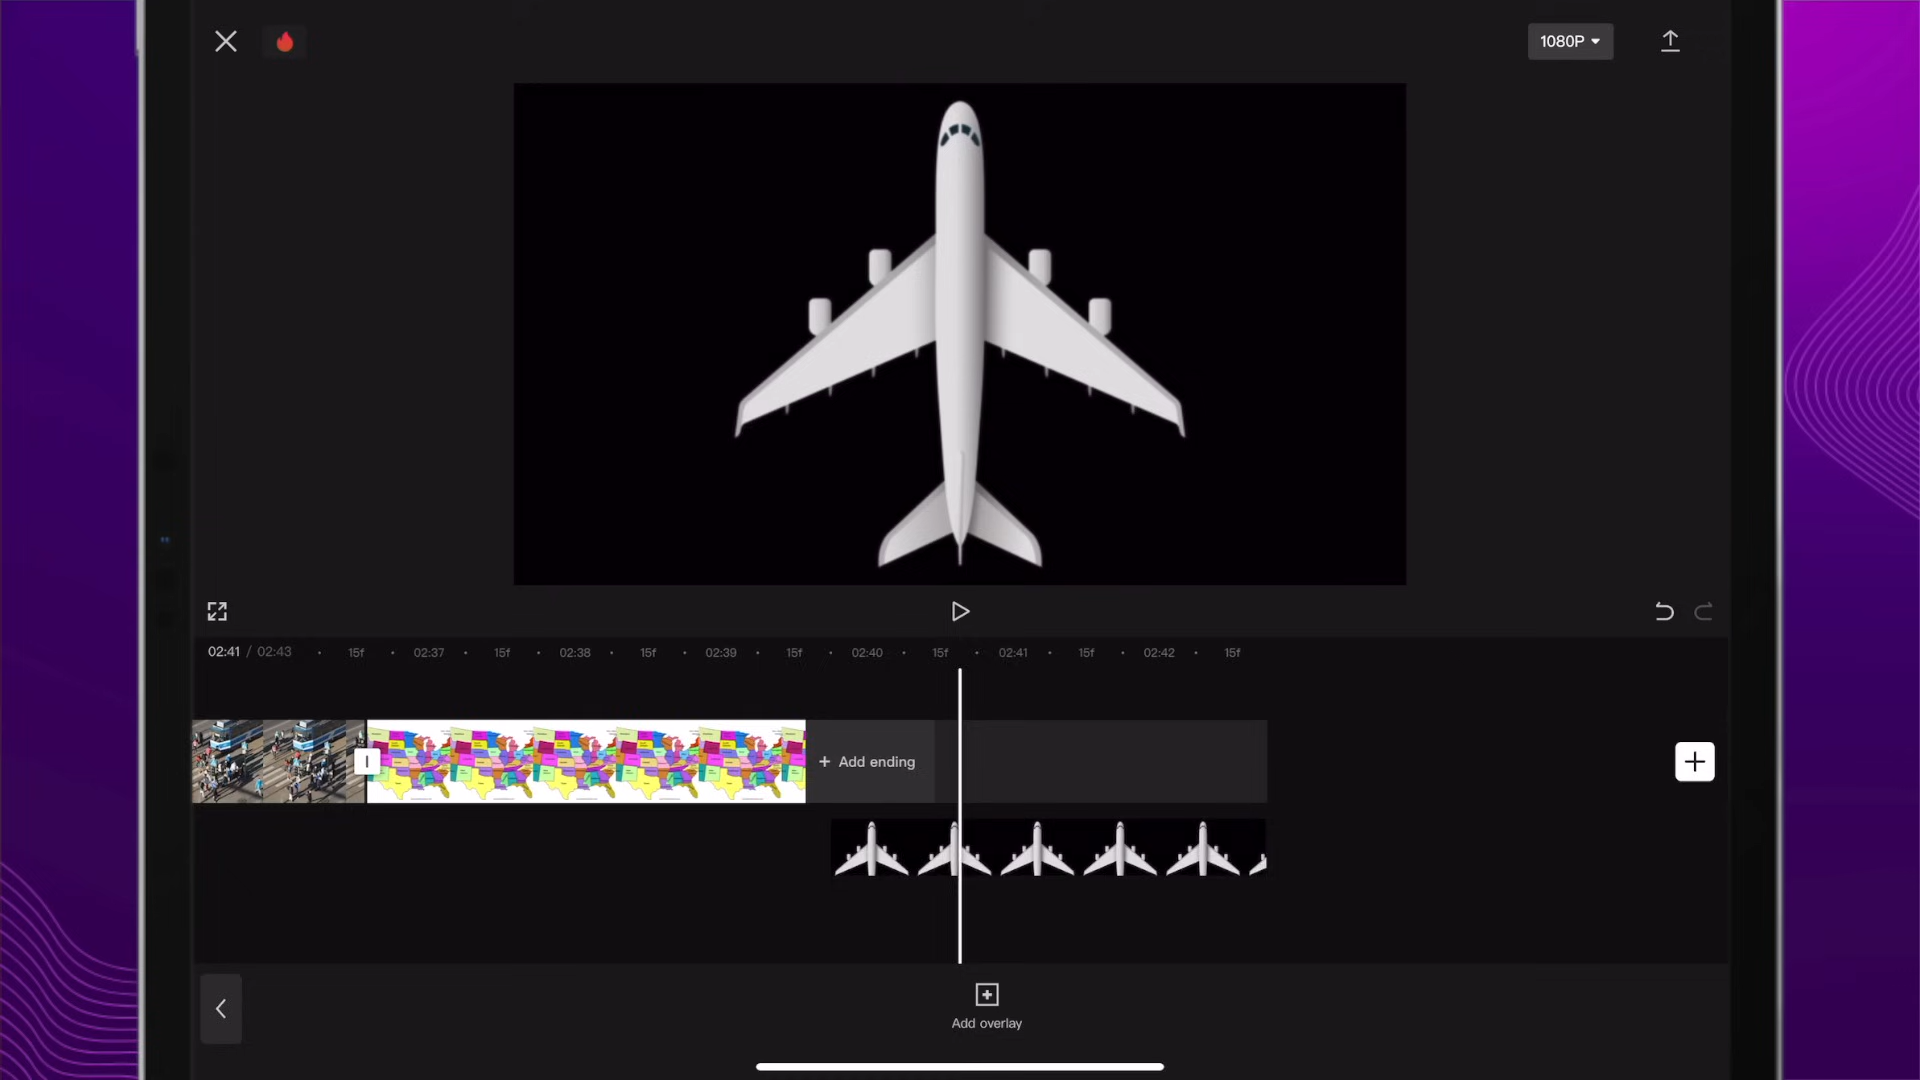 1080P
02:41 / 02:43
15f
02:37
15f
02:38
15f
02:39
15f
02:40
15f
02:41
15f
02:42
15f
+ Add ending
Add overlay